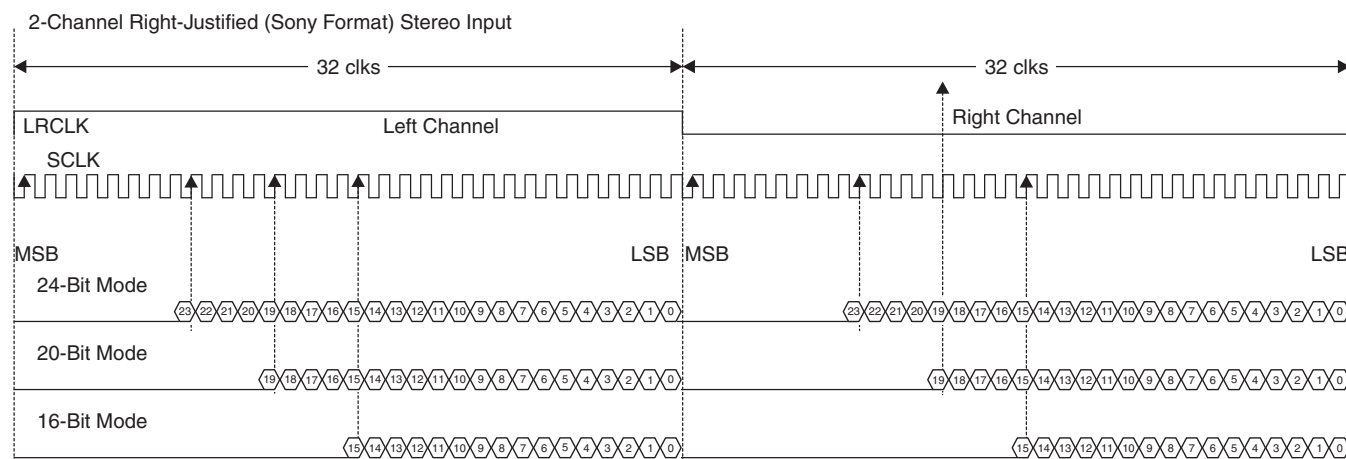 2-Channel Right-Justified (Sony Format) Stereo Input
32 clks 32 clks
LRCLK Left Channel Right Channel
SCLK
MSB LSB MSB LSB
24-Bit Mode
23 22 21 20 19 18 17 16 15 14 13 12 11 10 9 8 7 6 5 4 3 2 1 0 23 22 21 20 19 18 17 16 15 14 13 12 11 10 9 8 7 6 5 4 3 2 1 0
20-Bit Mode
19 18 17 16 15 14 13 12 11 10 9 8 7 6 5 4 3 2 1 0 19 18 17 16 15 14 13 12 11 10 9 8 7 6 5 4 3 2 1 0
16-Bit Mode
15 14 13 12 11 10 9 8 7 6 5 4 3 2 1 0 15 14 13 12 11 10 9 8 7 6 5 4 3 2 1 0